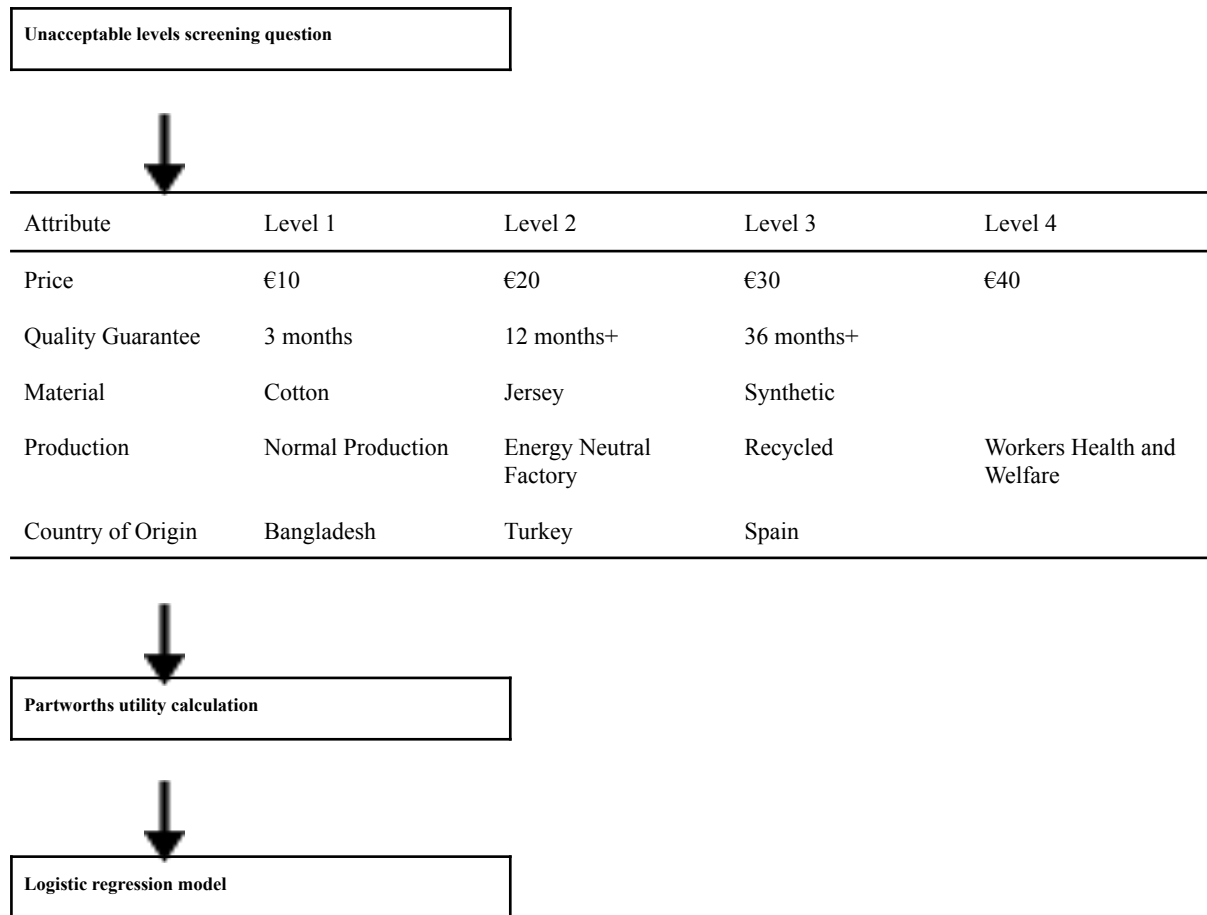 Unacceptable levels screening question
Attribute Level 1 Level 2 Level 3 Level 4
Price €10 €20 €30 €40
Quality Guarantee 3 months 12 months+ 36 months+
Material Cotton Jersey Synthetic
Production Normal Production Energy Neutral Recycled Workers Health and
Factory Welfare
Country of Origin Bangladesh Turkey Spain
Partworths utility calculation
Logistic regression model